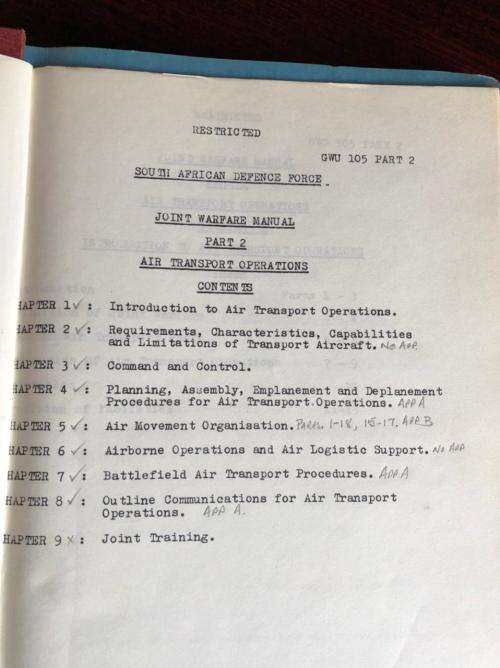 RESTRICTED
GWU 105 PART 2
SOUTH AFRICAN DEFENCE FORCE.
JOINT WARFARE MANUAL
PART 2
AIR TRANSPORT OPERATIONS
CONTENTS
HAPTER 1 ✓ : Introduction to Air Transport Operations.
HAPTER 2 ✓ : Requirements, Characteristics, Capabilities
and Limitations of Transport Aircraft. NO APP.
HAPTER 3 ✓ : Command and Control.
HAPTER 4 ✓ : Planning, Assembly, Emplanement and Deplanement
Procedures for Air Transport Operations. APP A
HAPTER 5 ✓ : Air Movement Organisation. PARAS. 1-18, 15-17. APP B
HAPTER 6 ✓ : Airborne Operations and Air Logistic Support. NO APP
HAPTER 7 ✓ : Battlefield Air Transport Procedures. APP A
HAPTER 8 ✓ : Outline Communications for Air Transport
Operations. APP A.
HAPTER 9 x : Joint Training.